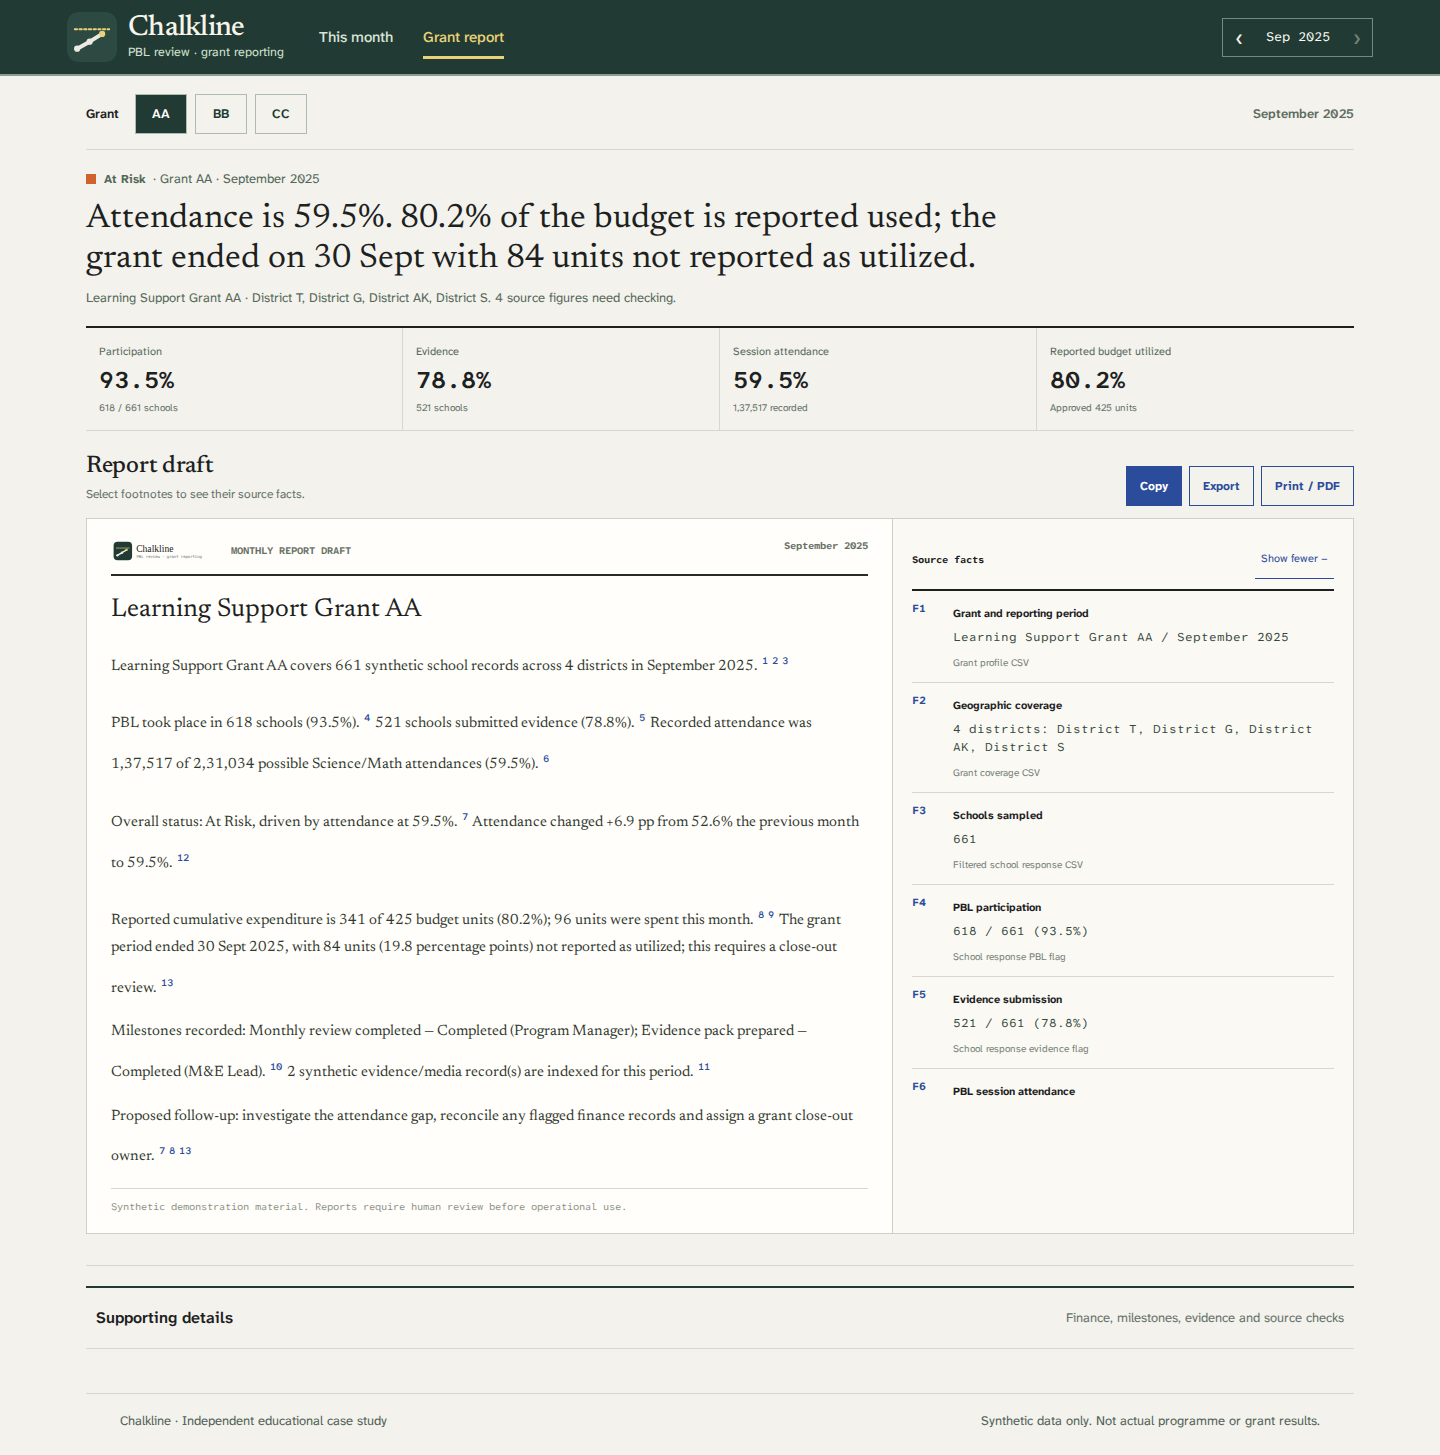 Chalkline
PBL review · grant reporting
This month
Grant report
‹ Sep 2025 ›
Grant
AA
BB
CC
September 2025
At Risk · Grant AA · September 2025
Attendance is 59.5%. 80.2% of the budget is reported used; the
grant ended on 30 Sept with 84 units not reported as utilized.
Learning Support Grant AA · District T, District G, District AK, District S. 4 source figures need checking.
Participation
93.5%
618 / 661 schools
Evidence
78.8%
521 schools
Session attendance
59.5%
1,37,517 recorded
Reported budget utilized
80.2%
Approved 425 units
Report draft
Select footnotes to see their source facts.
Copy
Export
Print / PDF
Chalkline
PBL review · grant reporting
MONTHLY REPORT DRAFT
September 2025
Learning Support Grant AA
Learning Support Grant AA covers 661 synthetic school records across 4 districts in September 2025. 1 2 3
PBL took place in 618 schools (93.5%). 4 521 schools submitted evidence (78.8%). 5 Recorded attendance was
1,37,517 of 2,31,034 possible Science/Math attendances (59.5%). 6
Overall status: At Risk, driven by attendance at 59.5%. 7 Attendance changed +6.9 pp from 52.6% the previous month
to 59.5%. 12
Reported cumulative expenditure is 341 of 425 budget units (80.2%); 96 units were spent this month. 8 9 The grant
period ended 30 Sept 2025, with 84 units (19.8 percentage points) not reported as utilized; this requires a close-out
review. 13
Milestones recorded: Monthly review completed — Completed (Program Manager); Evidence pack prepared —
Completed (M&E Lead). 10 2 synthetic evidence/media record(s) are indexed for this period. 11
Proposed follow-up: investigate the attendance gap, reconcile any flagged finance records and assign a grant close-out
owner. 7 8 13
Synthetic demonstration material. Reports require human review before operational use.
Source facts
Show fewer −
F1
Grant and reporting period
Learning Support Grant AA / September 2025
Grant profile CSV
F2
Geographic coverage
4 districts: District T, District G, District
AK, District S
Grant coverage CSV
F3
Schools sampled
661
Filtered school response CSV
F4
PBL participation
618 / 661 (93.5%)
School response PBL flag
F5
Evidence submission
521 / 661 (78.8%)
School response evidence flag
F6
PBL session attendance
Supporting details
Finance, milestones, evidence and source checks
Chalkline · Independent educational case study
Synthetic data only. Not actual programme or grant results.